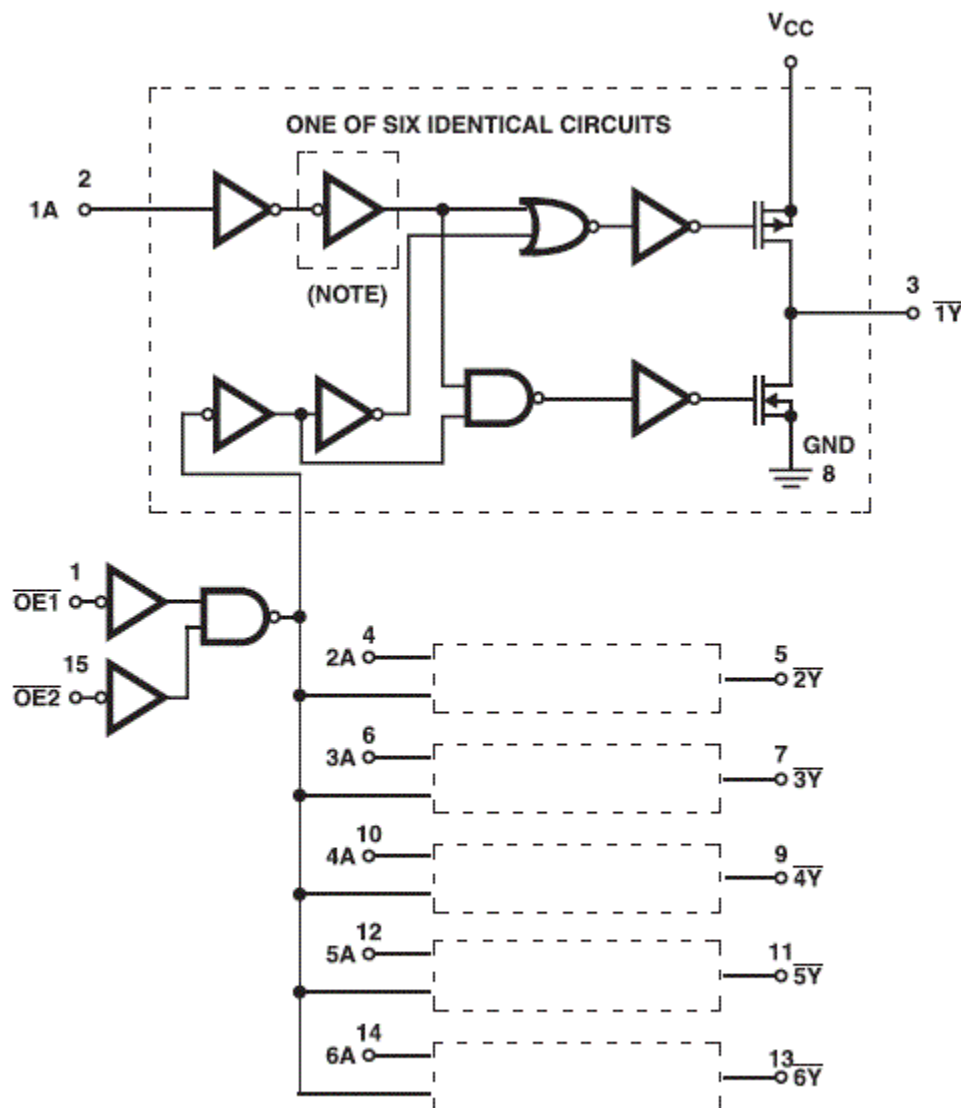 VCC
ONE OF SIX IDENTICAL CIRCUITS
2
1A
(NOTE)
3
1Y
GND
8
1
OE1
15
OE2
4
2A
5
2Y
6
3A
7
3Y
10
4A
9
4Y
12
5A
11
5Y
14
6A
13
6Y